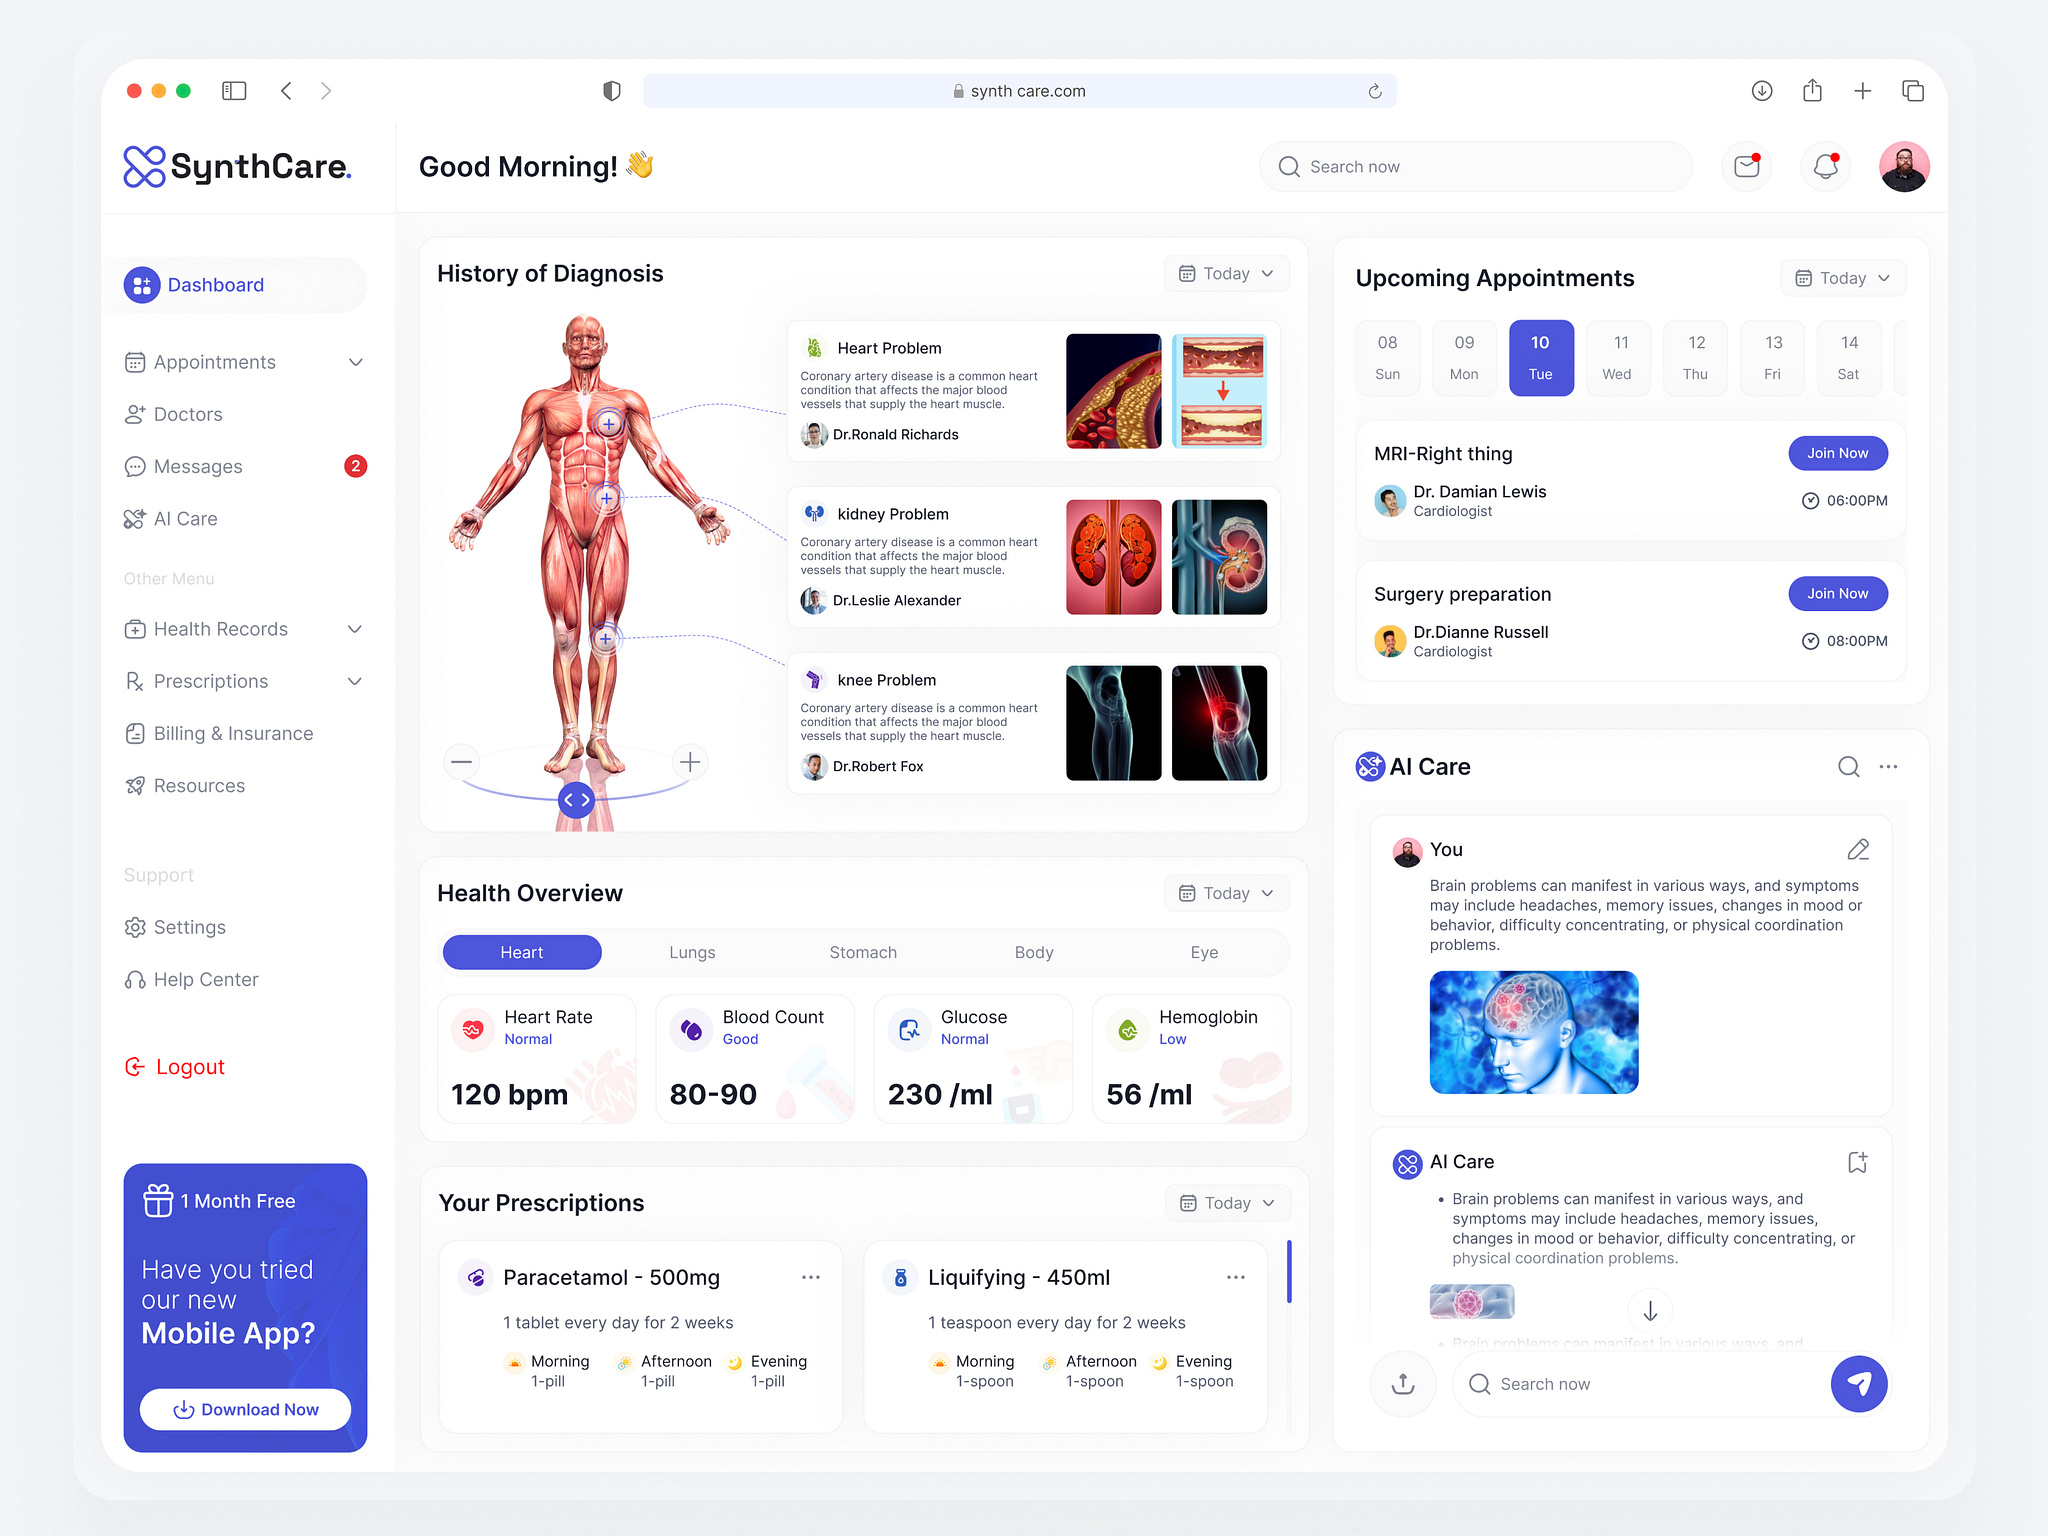 synth care.com
SynthCare.
Good Morning!
Search now
Dashboard
Appointments
Doctors
Messages
2
AI Care
Other Menu
Health Records
Prescriptions
Billing & Insurance
Resources
Support
Settings
Help Center
Logout
1 Month Free
Have you tried
our new
Mobile App?
Download Now
History of Diagnosis
Today
Heart Problem
Coronary artery disease is a common heart
condition that affects the major blood
vessels that supply the heart muscle.
Dr.Ronald Richards
kidney Problem
Coronary artery disease is a common heart
condition that affects the major blood
vessels that supply the heart muscle.
Dr.Leslie Alexander
knee Problem
Coronary artery disease is a common heart
condition that affects the major blood
vessels that supply the heart muscle.
Dr.Robert Fox
Health Overview
Today
Heart
Lungs
Stomach
Body
Eye
Heart Rate
Normal
120 bpm
Blood Count
Good
80-90
Glucose
Normal
230 /ml
Hemoglobin
Low
56 /ml
Your Prescriptions
Today
Paracetamol - 500mg
1 tablet every day for 2 weeks
Morning
1-pill
Afternoon
1-pill
Evening
1-pill
Liquifying - 450ml
1 teaspoon every day for 2 weeks
Morning
1-spoon
Afternoon
1-spoon
Evening
1-spoon
Upcoming Appointments
Today
08
Sun
09
Mon
10
Tue
11
Wed
12
Thu
13
Fri
14
Sat
MRI-Right thing
Join Now
Dr. Damian Lewis
Cardiologist
06:00PM
Surgery preparation
Join Now
Dr.Dianne Russell
Cardiologist
08:00PM
AI Care
You
Brain problems can manifest in various ways, and symptoms
may include headaches, memory issues, changes in mood or
behavior, difficulty concentrating, or physical coordination
problems.
AI Care
• Brain problems can manifest in various ways, and
symptoms may include headaches, memory issues,
changes in mood or behavior, difficulty concentrating, or
physical coordination problems.
• Brain problems can manifest in various ways, and
Search now